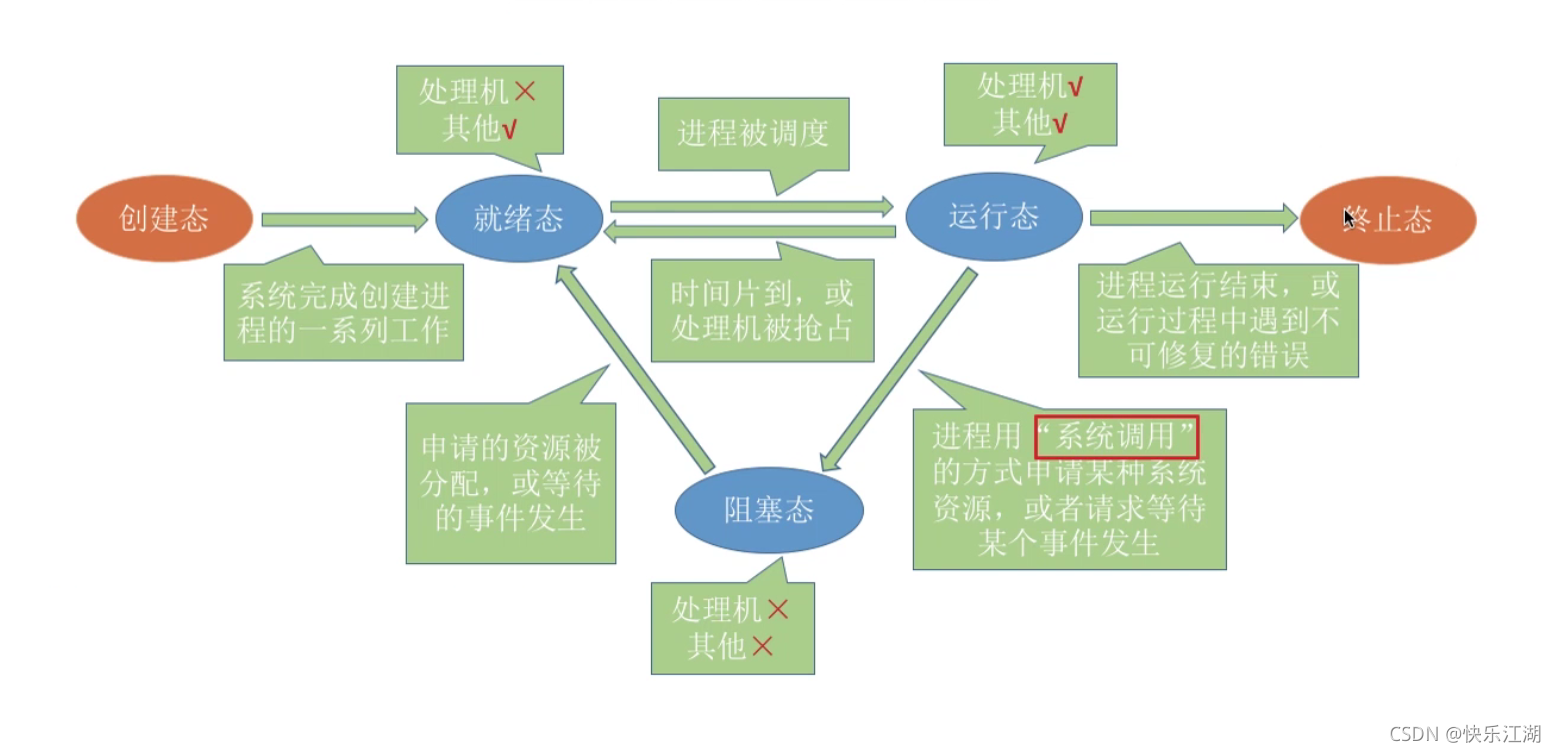 处理机×
其他√
进程被调度
处理机√
其他√
创建态
就绪态
运行态
终止态
系统完成创建进
程的一系列工作
时间片到，或
处理机被抢占
进程运行结束，或
运行过程中遇到不
可修复的错误
申请的资源被
分配，或等待
的事件发生
进程用“系统调用”
的方式申请某种系统
资源，或者请求等待
某个事件发生
阻塞态
处理机×
其他×
CSDN @快乐江湖